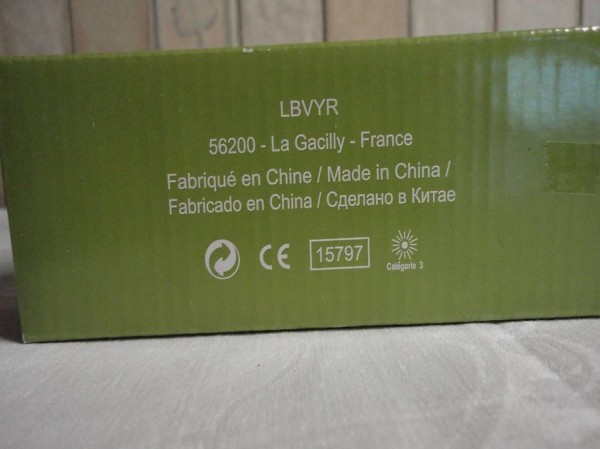 LBVYR
56200 - La Gacilly - France
Fabriqué en Chine / Made in China /
Fabricado en China / Сделано в Китае
CE 15797
Catégorie 3